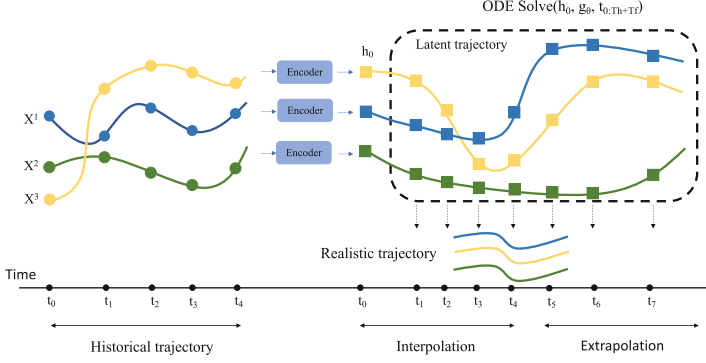 ODE Solve(h₀, gθ, t₀:Th+Tf)
Latent trajectory
h₀
Encoder
X¹
Encoder
X²
Encoder
X³
Realistic trajectory
Time
t₀ t₁ t₂ t₃ t₄ t₀ t₁ t₂ t₃ t₄ t₅ t₆ t₇
Historical trajectory Interpolation Extrapolation